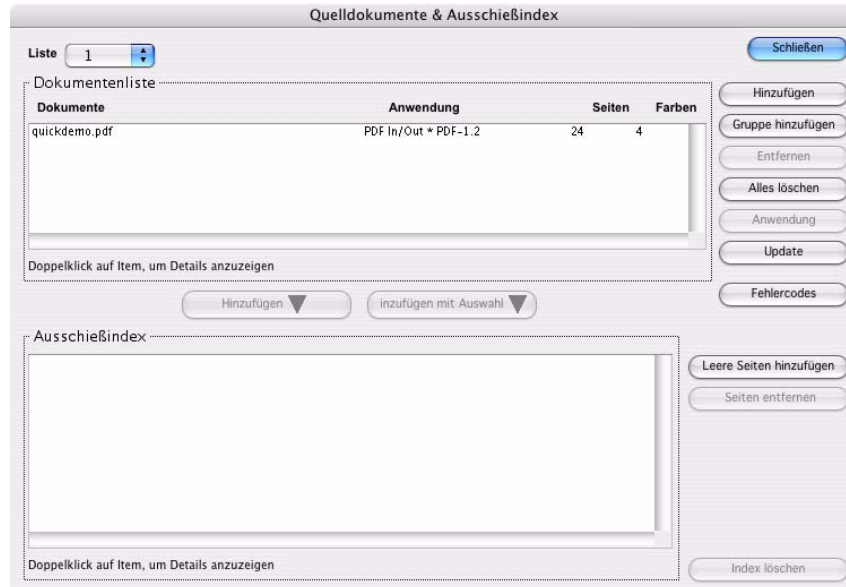 Quelldokumente & Ausschießindex
Liste 1
Schließen
Dokumentenliste
Dokumente Anwendung Seiten Farben
quickdemo.pdf PDF In/Out * PDF-1.2 24 4
Doppelklick auf Item, um Details anzuzeigen
Hinzufügen
Gruppe hinzufügen
Entfernen
Alles löschen
Anwendung
Update
Fehlercodes
Hinzufügen inzufügen mit Auswahl
Ausschießindex
Leere Seiten hinzufügen
Seiten entfernen
Doppelklick auf Item, um Details anzuzeigen
Index löschen